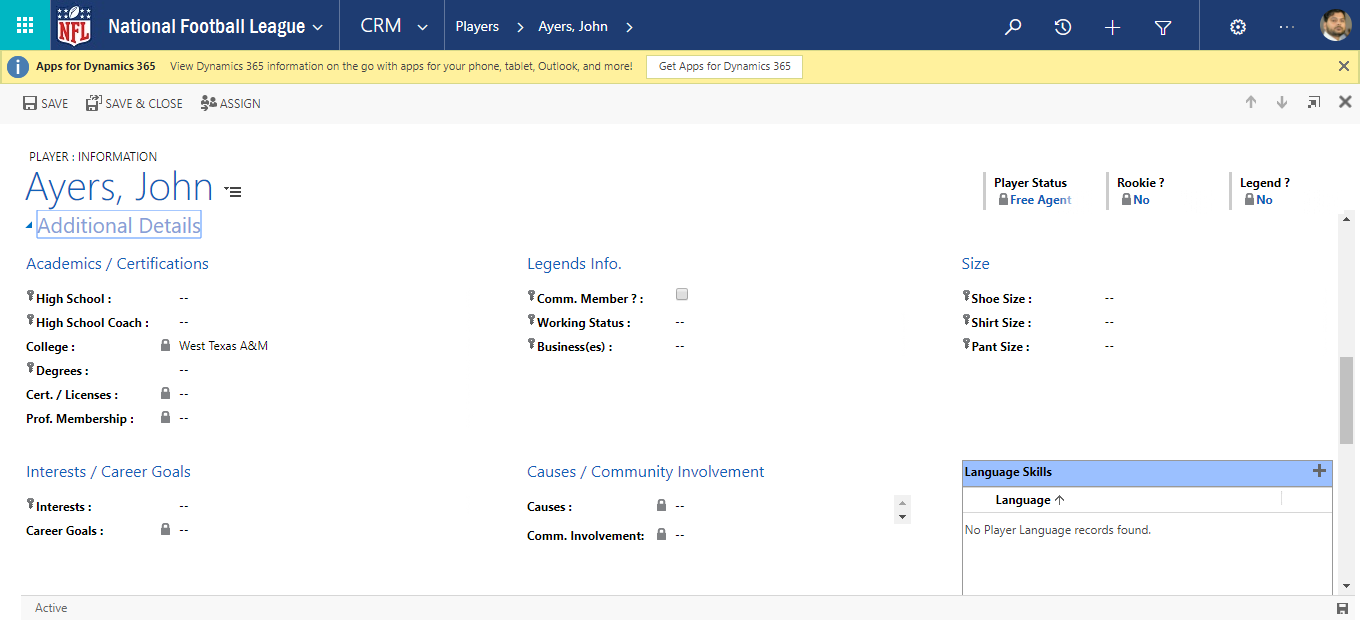 NFL National Football League CRM Players Ayers, John
Apps for Dynamics 365 View Dynamics 365 information on the go with apps for your phone, tablet, Outlook, and more! Get Apps for Dynamics 365
SAVE SAVE & CLOSE ASSIGN
PLAYER : INFORMATION
Ayers, John
Player Status Rookie ? Legend ?
Free Agent No No
Additional Details
Academics / Certifications
High School : --
High School Coach : --
College : West Texas A&M
Degrees : --
Cert. / Licenses : --
Prof. Membership : --
Legends Info.
Comm. Member ? :
Working Status : --
Business(es) : --
Size
Shoe Size : --
Shirt Size : --
Pant Size : --
Interests / Career Goals
Interests : --
Career Goals : --
Causes / Community Involvement
Causes : --
Comm. Involvement: --
Language Skills
Language
No Player Language records found.
Active